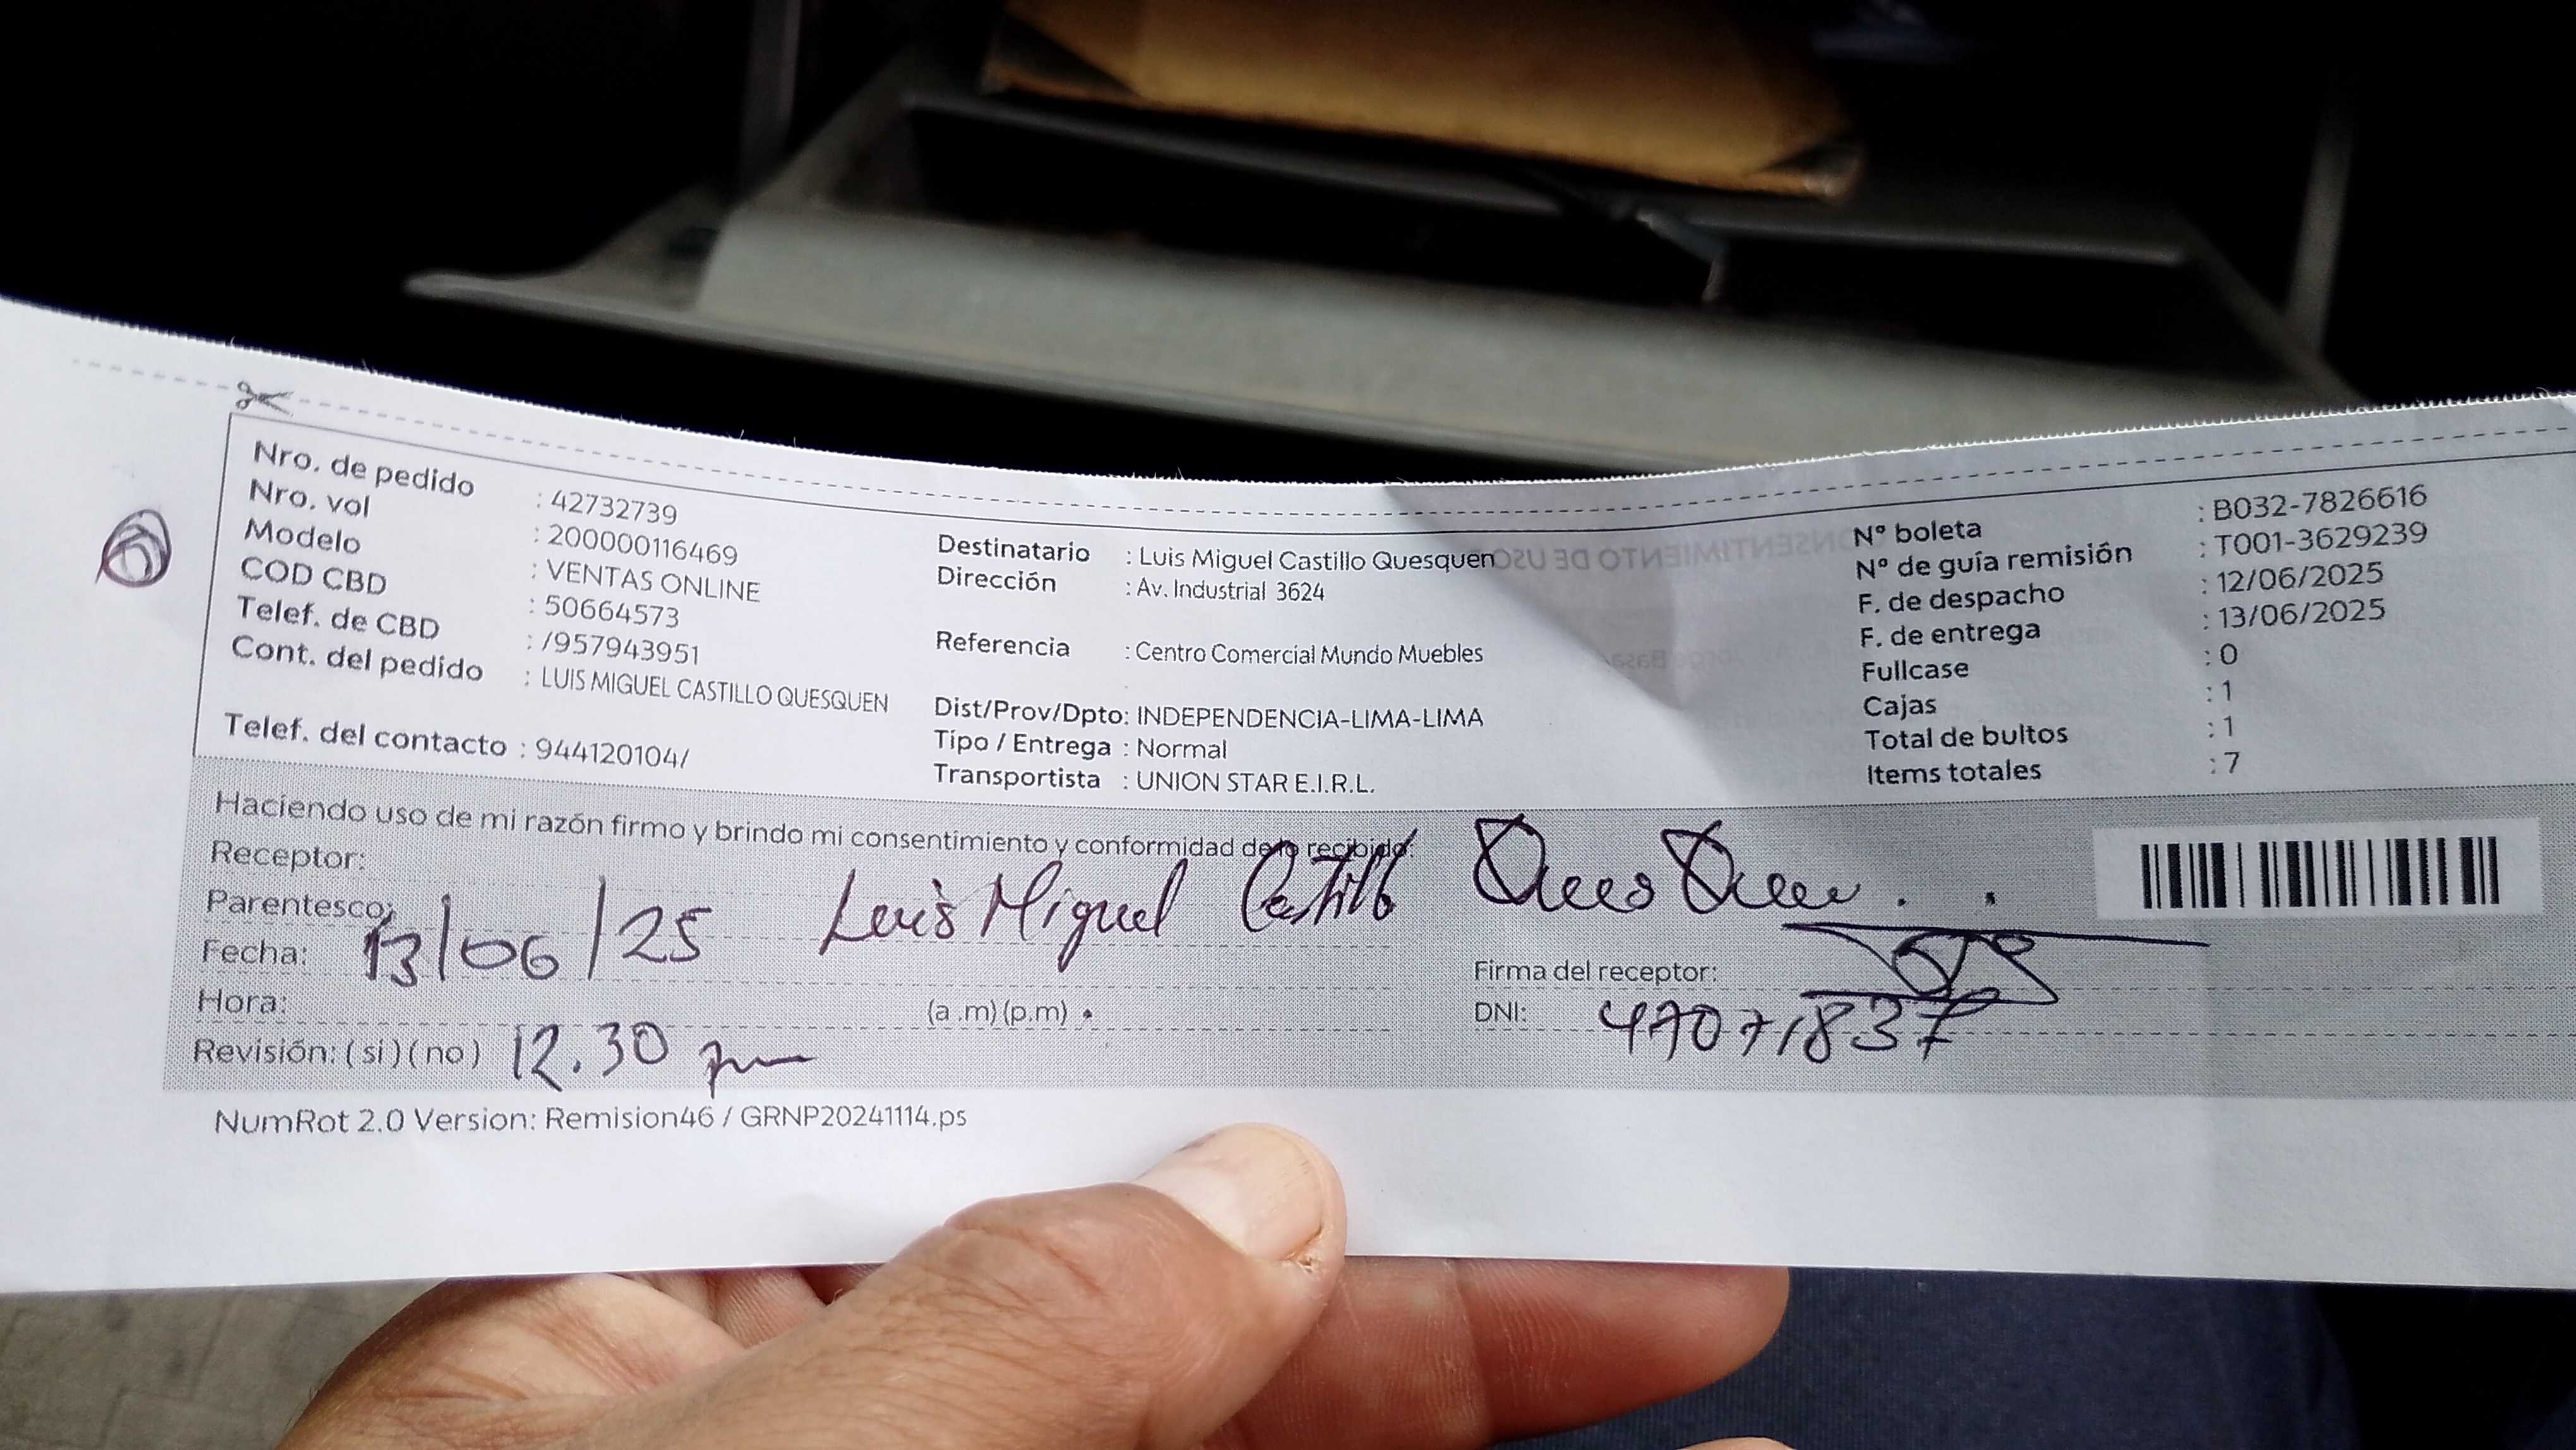 Nro. de pedido : 42732739
Nro. vol : 200000116469
Modelo : VENTAS ONLINE
COD CBD : 50664573
Telef. de CBD : /957943951
Cont. del pedido : LUIS MIGUEL CASTILLO QUESQUEN
Telef. del contacto : 944120104/
Destinatario : Luis Miguel Castillo Quesquen
Dirección : Av. Industrial 3624
Referencia : Centro Comercial Mundo Muebles
Dist/Prov/Dpto: INDEPENDENCIA-LIMA-LIMA
Tipo / Entrega : Normal
Transportista : UNION STAR E.I.R.L.
N° boleta : B032-7826616
N° de guía remisión : T001-3629239
F. de despacho : 12/06/2025
F. de entrega : 13/06/2025
Fullcase : 0
Cajas : 1
Total de bultos : 1
Items totales : 7
Haciendo uso de mi razón firmo y brindo mi consentimiento y conformidad de lo recibido:
Receptor:
Luis Miguel Castillo Ques Quen.
Parentesco:
Fecha: 13/06/25
Hora: (a .m) (p.m)
Revisión: ( si ) ( no ) 12.30 pm
Firma del receptor:
DNI: 47071837
NumRot 2.0 Version: Remision46 / GRNP20241114.ps